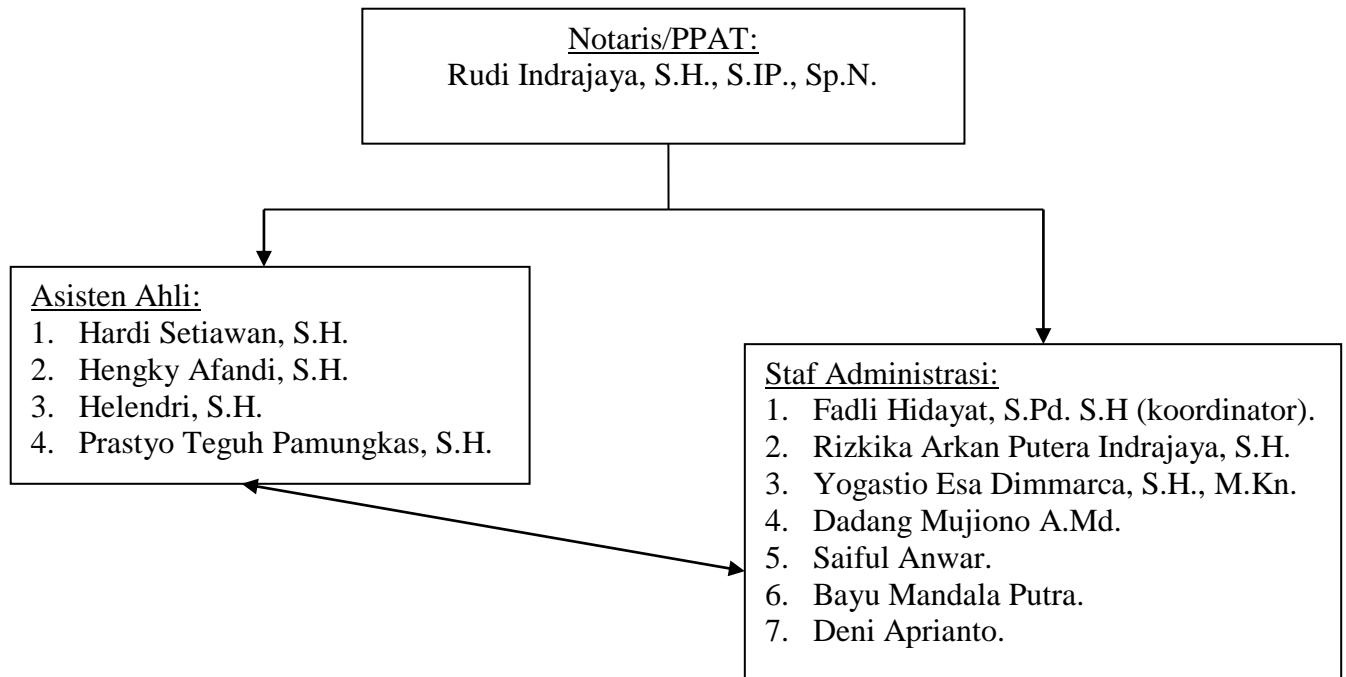 Notaris/PPAT:
Rudi Indrajaya, S.H., S.IP., Sp.N.
Asisten Ahli:
1. Hardi Setiawan, S.H.
2. Hengky Afandi, S.H.
3. Helendri, S.H.
4. Prastyo Teguh Pamungkas, S.H.
Staf Administrasi:
1. Fadli Hidayat, S.Pd. S.H (koordinator).
2. Rizkika Arkan Putera Indrajaya, S.H.
3. Yogastio Esa Dimmarca, S.H., M.Kn.
4. Dadang Mujiono A.Md.
5. Saiful Anwar.
6. Bayu Mandala Putra.
7. Deni Aprianto.